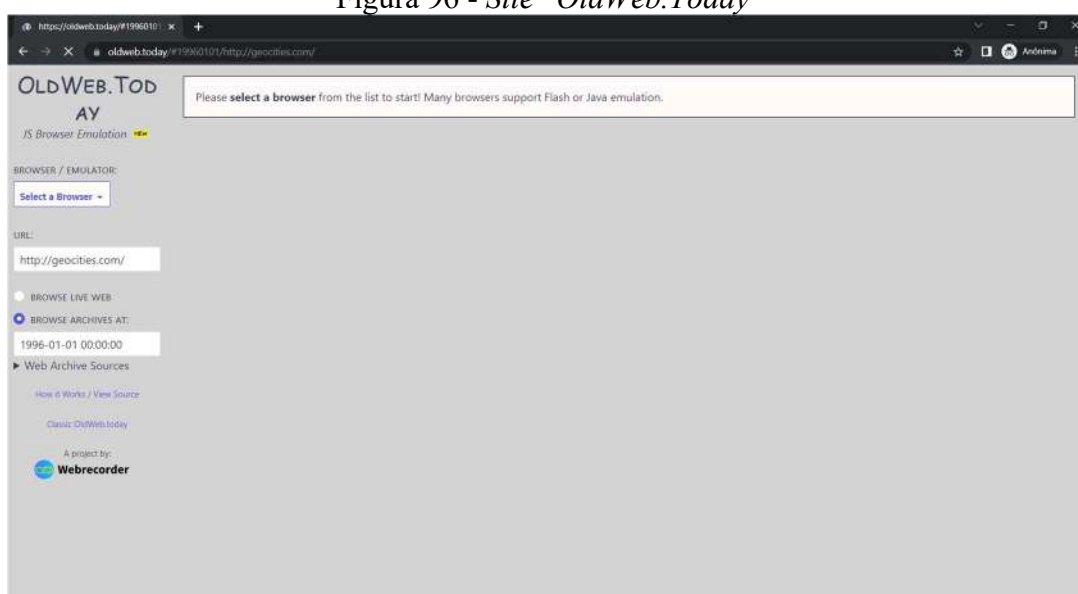 Figura 96 - Site "OldWeb.Today"
https://oldweb.today/#19960101
oldweb.today/#19960101/http://geocities.com/
Anônima
OLDWEB.TOD
AY
JS Browser Emulation NEW
Please select a browser from the list to start! Many browsers support Flash or Java emulation.
BROWSER / EMULATOR:
Select a Browser
URL:
http://geocities.com/
BROWSE LIVE WEB
BROWSE ARCHIVES AT:
1996-01-01 00:00:00
Web Archive Sources
How it Works / View Source
Classic OldWeb.today
A project by:
Webrecorder